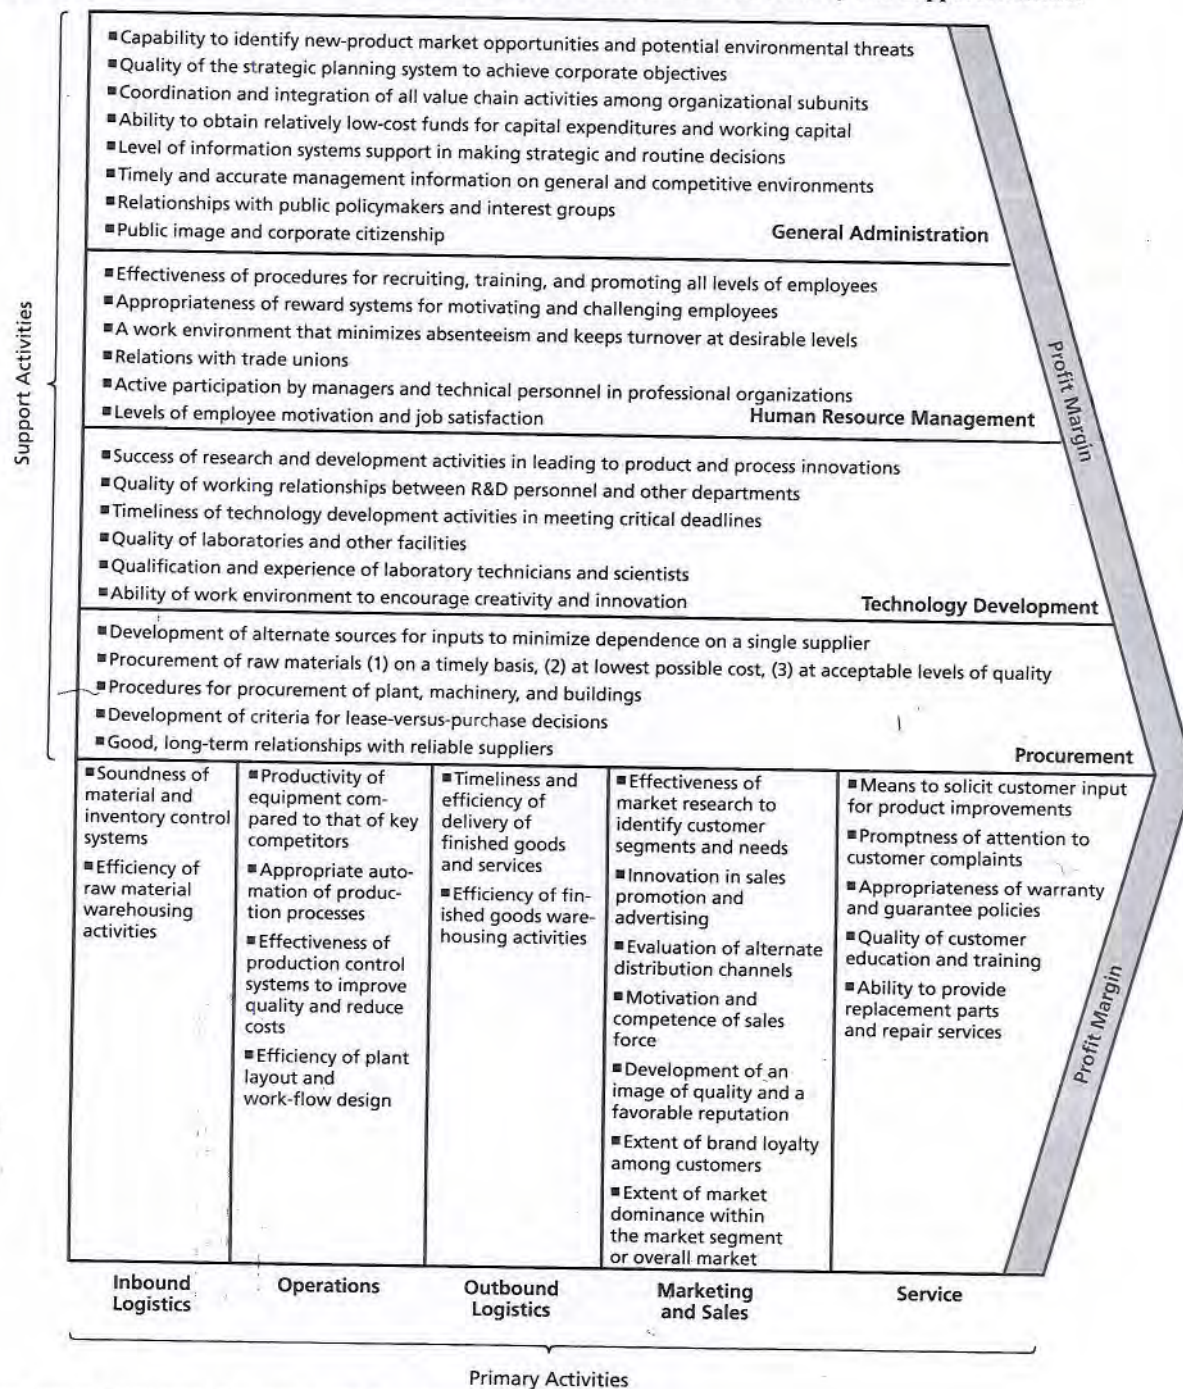 ■Capability to identify new-product market opportunities and potential environmental threats
■Quality of the strategic planning system to achieve corporate objectives
■Coordination and integration of all value chain activities among organizational subunits
■Ability to obtain relatively low-cost funds for capital expenditures and working capital
■Level of information systems support in making strategic and routine decisions
■Timely and accurate management information on general and competitive environments
■Relationships with public policymakers and interest groups
■Public image and corporate citizenship
General Administration
■Effectiveness of procedures for recruiting, training, and promoting all levels of employees
■Appropriateness of reward systems for motivating and challenging employees
■A work environment that minimizes absenteeism and keeps turnover at desirable levels
■Relations with trade unions
■Active participation by managers and technical personnel in professional organizations
■Levels of employee motivation and job satisfaction
Human Resource Management
■Success of research and development activities in leading to product and process innovations
■Quality of working relationships between R&D personnel and other departments
■Timeliness of technology development activities in meeting critical deadlines
■Quality of laboratories and other facilities
■Qualification and experience of laboratory technicians and scientists
■Ability of work environment to encourage creativity and innovation
Technology Development
■Development of alternate sources for inputs to minimize dependence on a single supplier
■Procurement of raw materials (1) on a timely basis, (2) at lowest possible cost, (3) at acceptable levels of quality
■Procedures for procurement of plant, machinery, and buildings
■Development of criteria for lease-versus-purchase decisions
■Good, long-term relationships with reliable suppliers
Procurement
Support Activities
Profit Margin
■Soundness of
material and
inventory control
systems
■Efficiency of
raw material
warehousing
activities
Inbound
Logistics
■Productivity of
equipment com-
pared to that of key
competitors
■Appropriate auto-
mation of produc-
tion processes
■Effectiveness of
production control
systems to improve
quality and reduce
costs
■Efficiency of plant
layout and
work-flow design
Operations
■Timeliness and
efficiency of
delivery of
finished goods
and services
■Efficiency of fin-
ished goods ware-
housing activities
Outbound
Logistics
■Effectiveness of
market research to
identify customer
segments and needs
■Innovation in sales
promotion and
advertising
■Evaluation of alternate
distribution channels
■Motivation and
competence of sales
force
■Development of an
image of quality and a
favorable reputation
■Extent of brand loyalty
among customers
■Extent of market
dominance within
the market segment
or overall market
Marketing
and Sales
■Means to solicit customer input
for product improvements
■Promptness of attention to
customer complaints
■Appropriateness of warranty
and guarantee policies
■Quality of customer
education and training
■Ability to provide
replacement parts
and repair services
Service
Profit Margin
Primary Activities